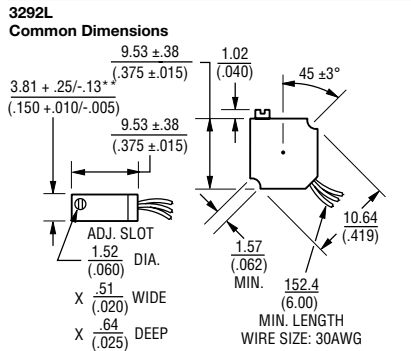 3292L
Common Dimensions
9.53 ±.38
(.375 ±.015)
1.02
(.040)
45 ±3°
3.81 + .25/-.13**
(.150 +.010/-.005)
9.53 ±.38
(.375 ±.015)
ADJ. SLOT
1.52
(.060)
DIA.
X .51
(.020)
WIDE
X .64
(.025)
DEEP
1.57
(.062)
MIN.
10.64
(.419)
152.4
(6.00)
MIN. LENGTH
WIRE SIZE: 30AWG